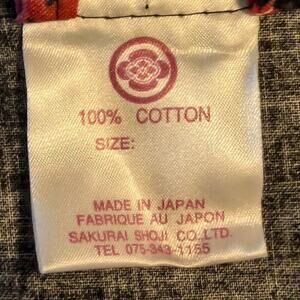 100% COTTON
SIZE:
MADE IN JAPAN
FABRIQUE AU JAPON
SAKURAI SHOJI CO.,LTD.
TEL 075-343-1155